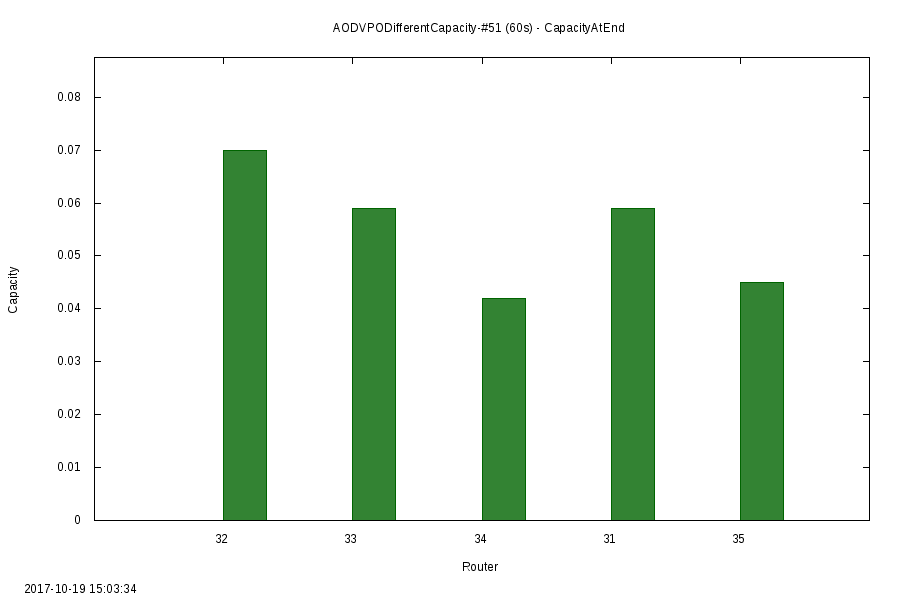 AODVPODifferentCapacity-#51 (60s) - CapacityAtEnd
0.08
0.07
0.06
0.05
0.04
0.03
0.02
0.01
0
Capacity
32 33 34 31 35
Router
2017-10-19 15:03:34